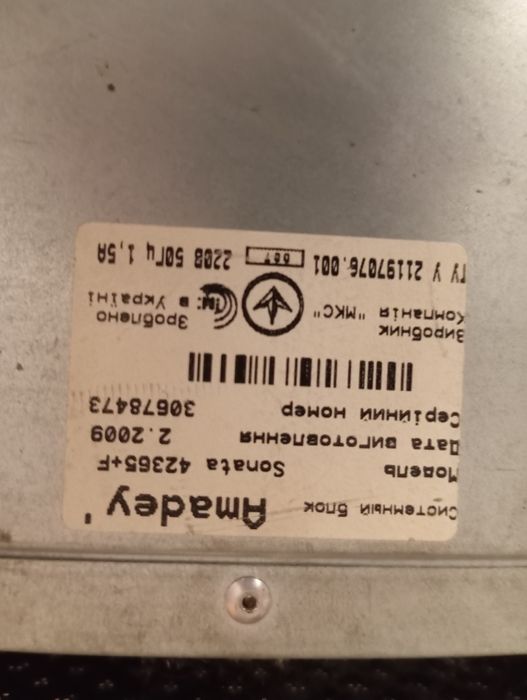 Системный блок Amadey
Модель Sonata 42365+F
Дата виготовлення 2.2009
Серійний номер 30678473
Виробник
Компанія "МКС"
Зроблено
в Україні
ТУ У 21197076.001 667 220В 50Гц 1,5А